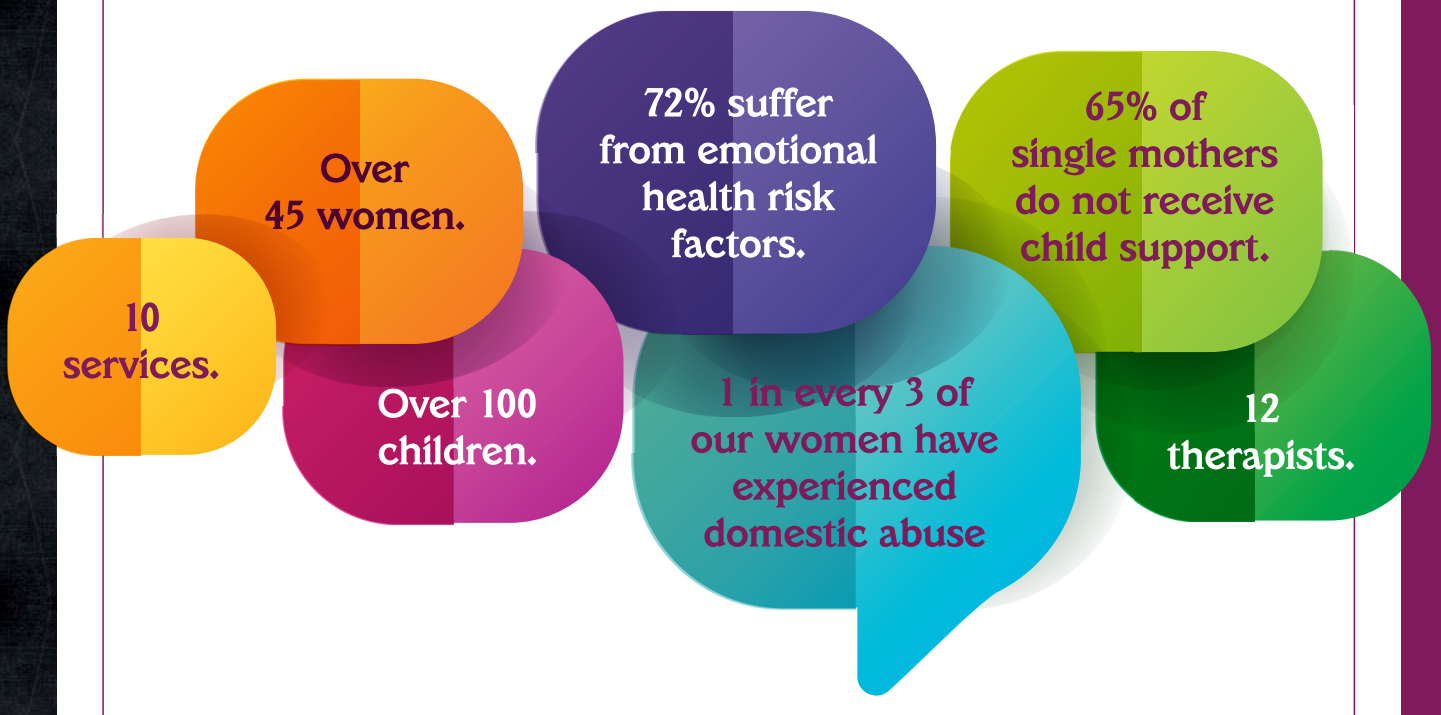 10
services.
Over
45 women.
Over 100
children.
72% suffer
from emotional
health risk
factors.
1 in every 3 of
our women have
experienced
domestic abuse
65% of
single mothers
do not receive
child support.
12
therapists.